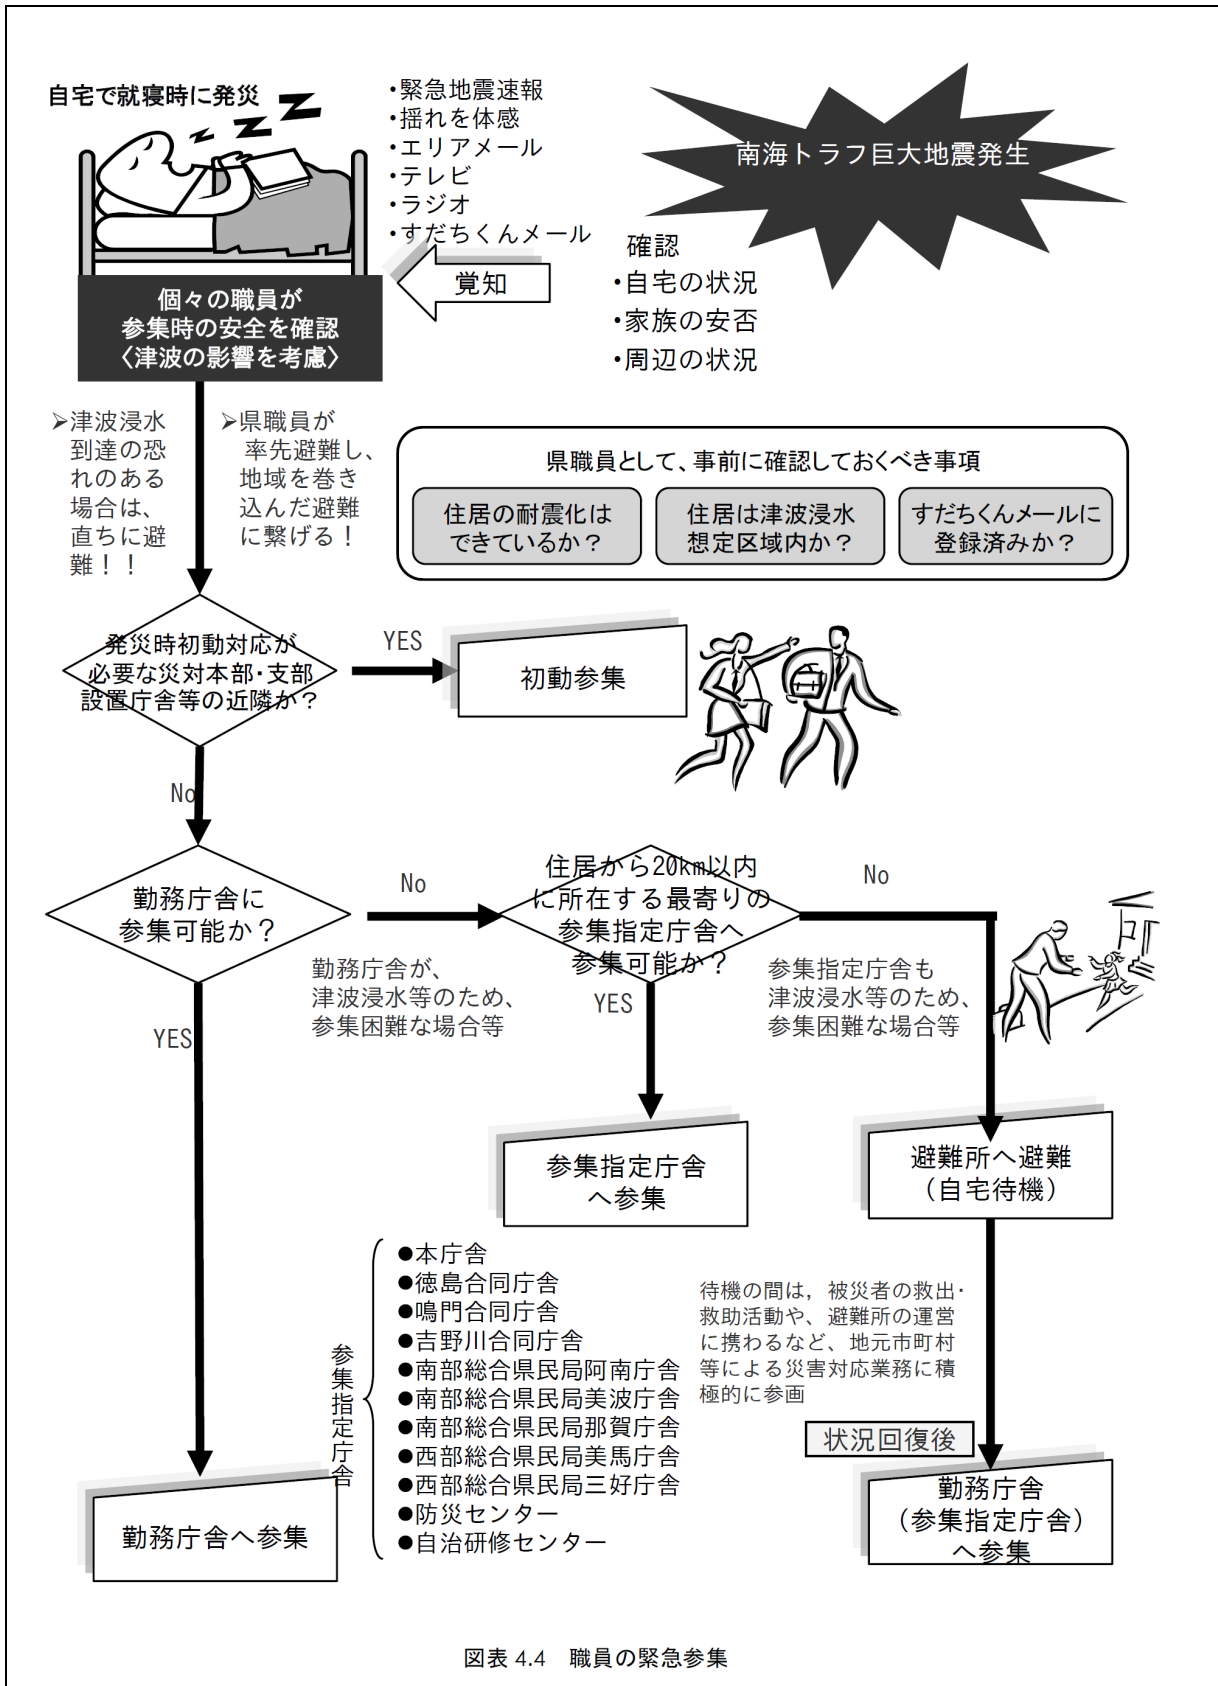 自宅で就寝時に発災
・緊急地震速報
・揺れを体感
・エリアメール
・テレビ
・ラジオ
・すだちくんメール
南海トラフ巨大地震発生
覚知
確認
・自宅の状況
・家族の安否
・周辺の状況
個々の職員が
参集時の安全を確認
〈津波の影響を考慮〉
➢津波浸水
到達の恐
れのある
場合は、
直ちに避
難！！
➢県職員が
率先避難し、
地域を巻き
込んだ避難
に繋げる！
県職員として、事前に確認しておくべき事項
住居の耐震化は
できているか？
住居は津波浸水
想定区域内か？
すだちくんメールに
登録済みか？
発災時初動対応が
必要な災対本部・支部
設置庁舎等の近隣か？
YES
初動参集
No
勤務庁舎に
参集可能か？
No
勤務庁舎が、
津波浸水等のため、
参集困難な場合等
住居から20km以内
に所在する最寄りの
参集指定庁舎へ
参集可能か？
No
参集指定庁舎も
津波浸水等のため、
参集困難な場合等
YES
YES
参集指定庁舎
へ参集
避難所へ避難
（自宅待機）
参集指定庁舎
●本庁舎
●徳島合同庁舎
●鳴門合同庁舎
●吉野川合同庁舎
●南部総合県民局阿南庁舎
●南部総合県民局美波庁舎
●南部総合県民局那賀庁舎
●西部総合県民局美馬庁舎
●西部総合県民局三好庁舎
●防災センター
●自治研修センター
待機の間は，被災者の救出・
救助活動や、避難所の運営
に携わるなど、地元市町村
等による災害対応業務に積
極的に参画
状況回復後
勤務庁舎へ参集
勤務庁舎
（参集指定庁舎）
へ参集
図表 4.4　職員の緊急参集